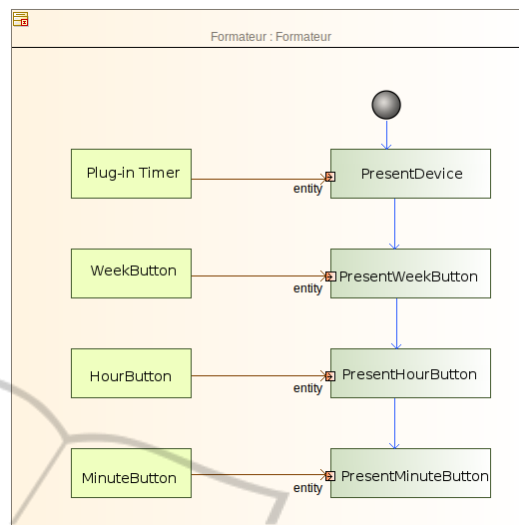 Formateur : Formateur
Plug-in Timer
entity
PresentDevice
WeekButton
entity
PresentWeekButton
HourButton
entity
PresentHourButton
MinuteButton
entity
PresentMinuteButton